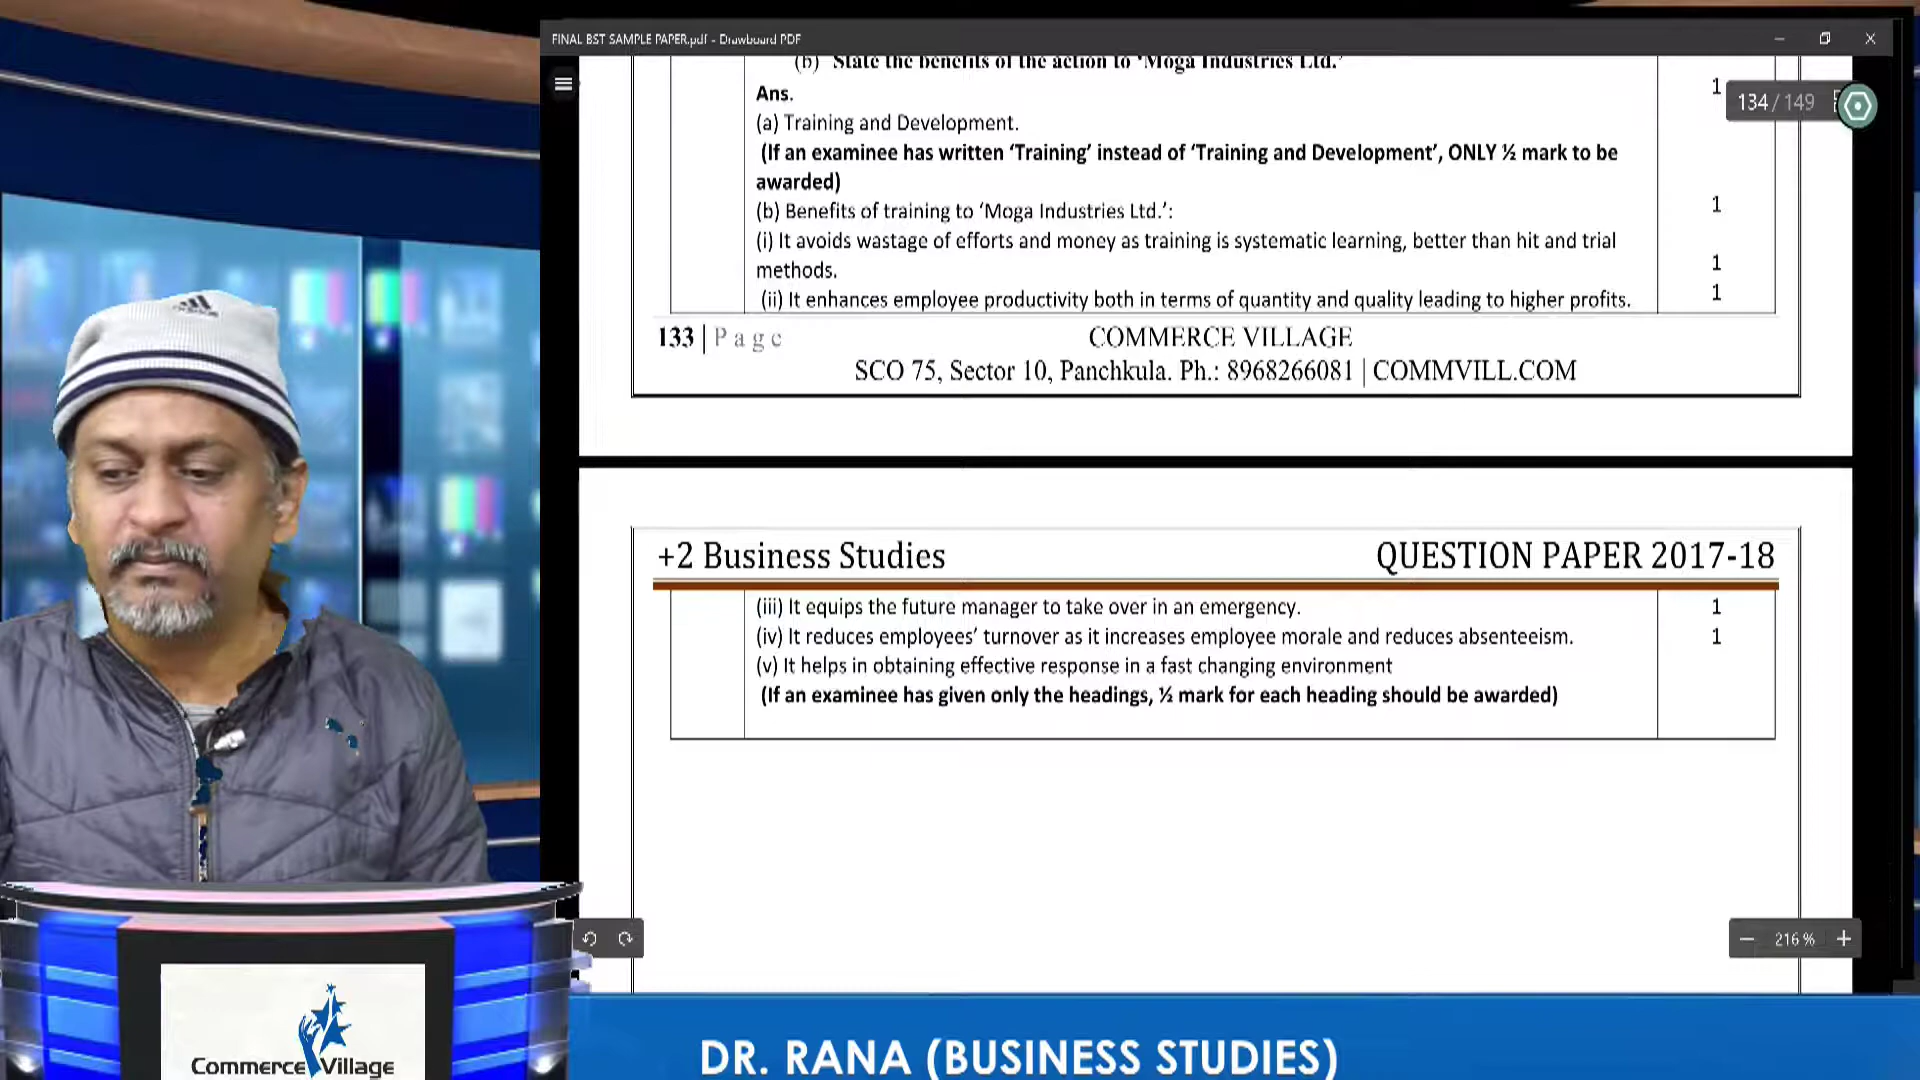 FINAL BST SAMPLE PAPER.pdf - Drawboard PDF
(b) State the benefits of the action to 'Moga Industries Ltd.'
Ans.
1
134 / 149
(a) Training and Development.
(If an examinee has written ‘Training’ instead of ‘Training and Development’, ONLY ½ mark to be
awarded)
(b) Benefits of training to ‘Moga Industries Ltd.’:
1
(i) It avoids wastage of efforts and money as training is systematic learning, better than hit and trial
methods.
1
(ii) It enhances employee productivity both in terms of quantity and quality leading to higher profits.
1
133 | Page
COMMERCE VILLAGE
SCO 75, Sector 10, Panchkula. Ph.: 8968266081 | COMMVILL.COM
+2 Business Studies
QUESTION PAPER 2017-18
(iii) It equips the future manager to take over in an emergency.
1
(iv) It reduces employees’ turnover as it increases employee morale and reduces absenteeism.
1
(v) It helps in obtaining effective response in a fast changing environment
(If an examinee has given only the headings, ½ mark for each heading should be awarded)
216 %
Commerce Village
DR. RANA (BUSINESS STUDIES)